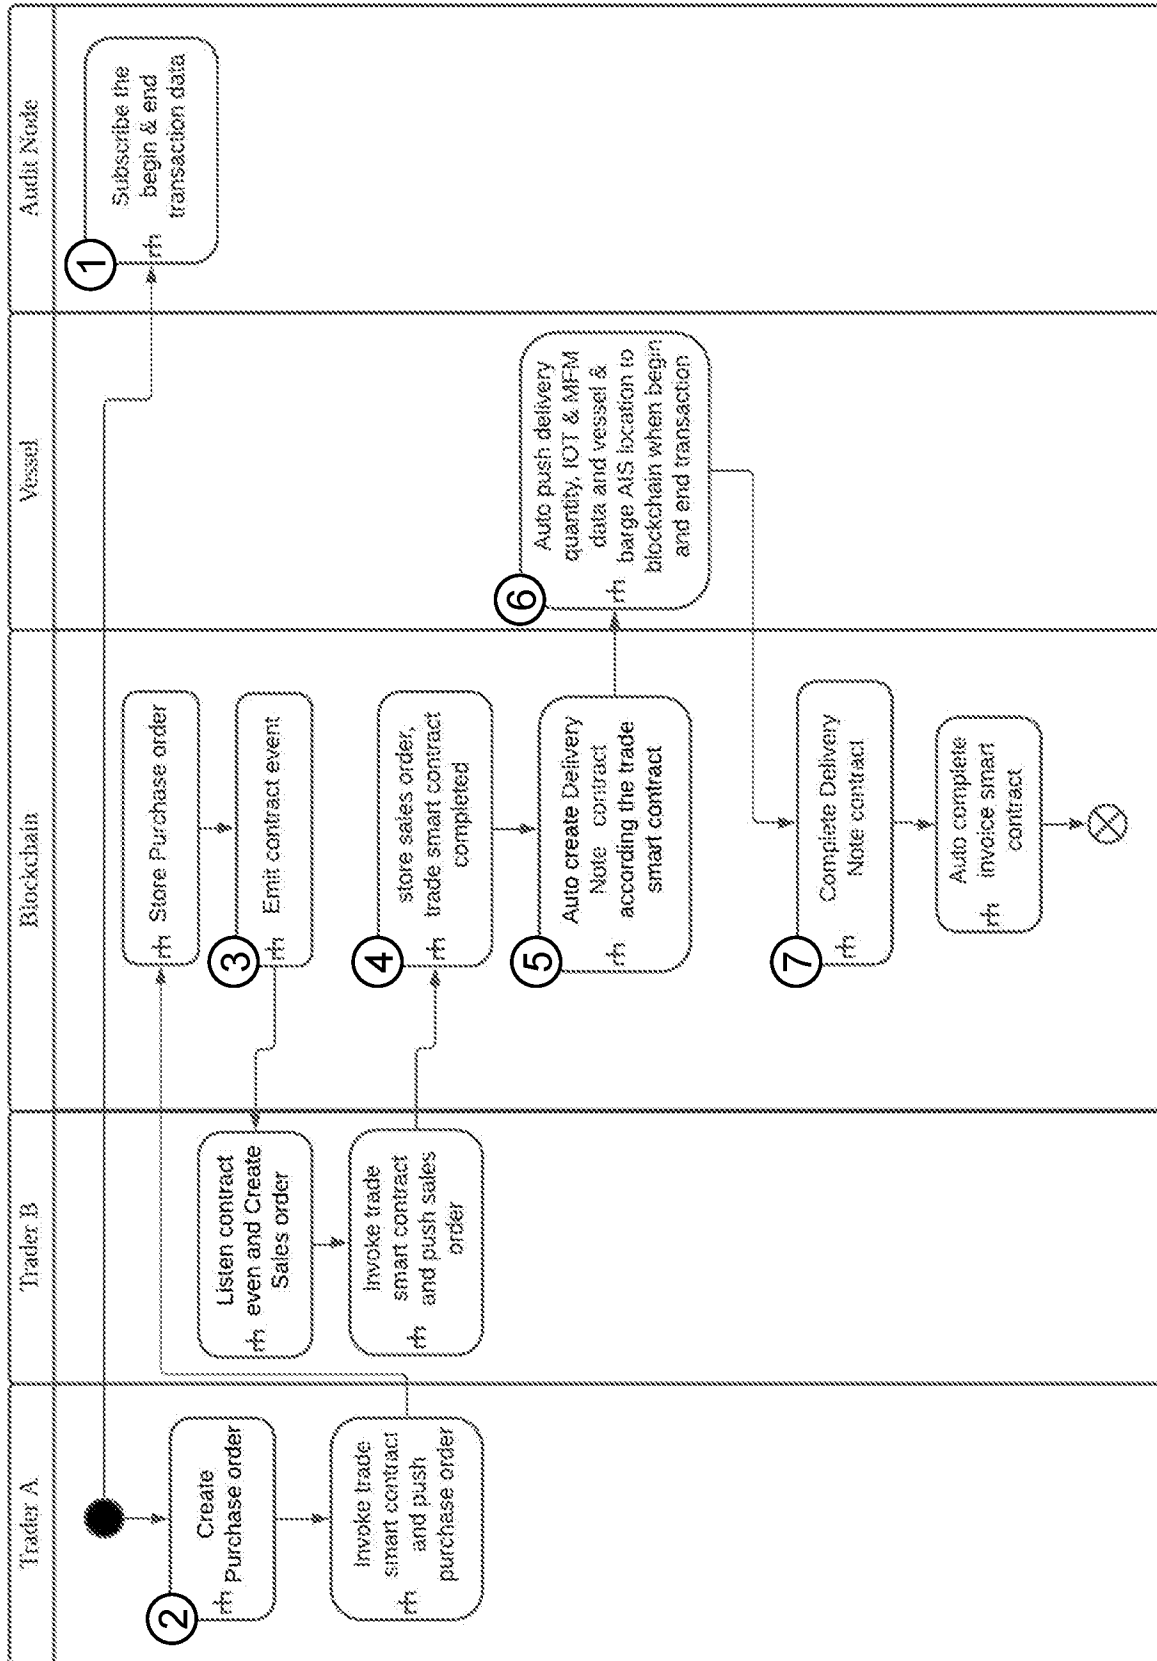 Trader A
Trader B
Blockchain
Vessel
Audit Node
1
Subscribe the
begin & end
transaction data
2
Create
Purchase order
Invoke trade
smart contract
and push
purchase order
Store Purchase order
3
Emit contract event
Listen contract
even and Create
Sales order
Invoke trade
smart contract
and push sales
order
4
store sales order,
trade smart contract
completed
5
Auto create Delivery
Note contract
according the trade
smart contract
6
Auto push delivery
quantity, IOT & MFM
data and vessel &
barge AIS location to
blockchain when begin
and end transaction
7
Complete Delivery
Note contract
Auto complete
invoice smart
contract